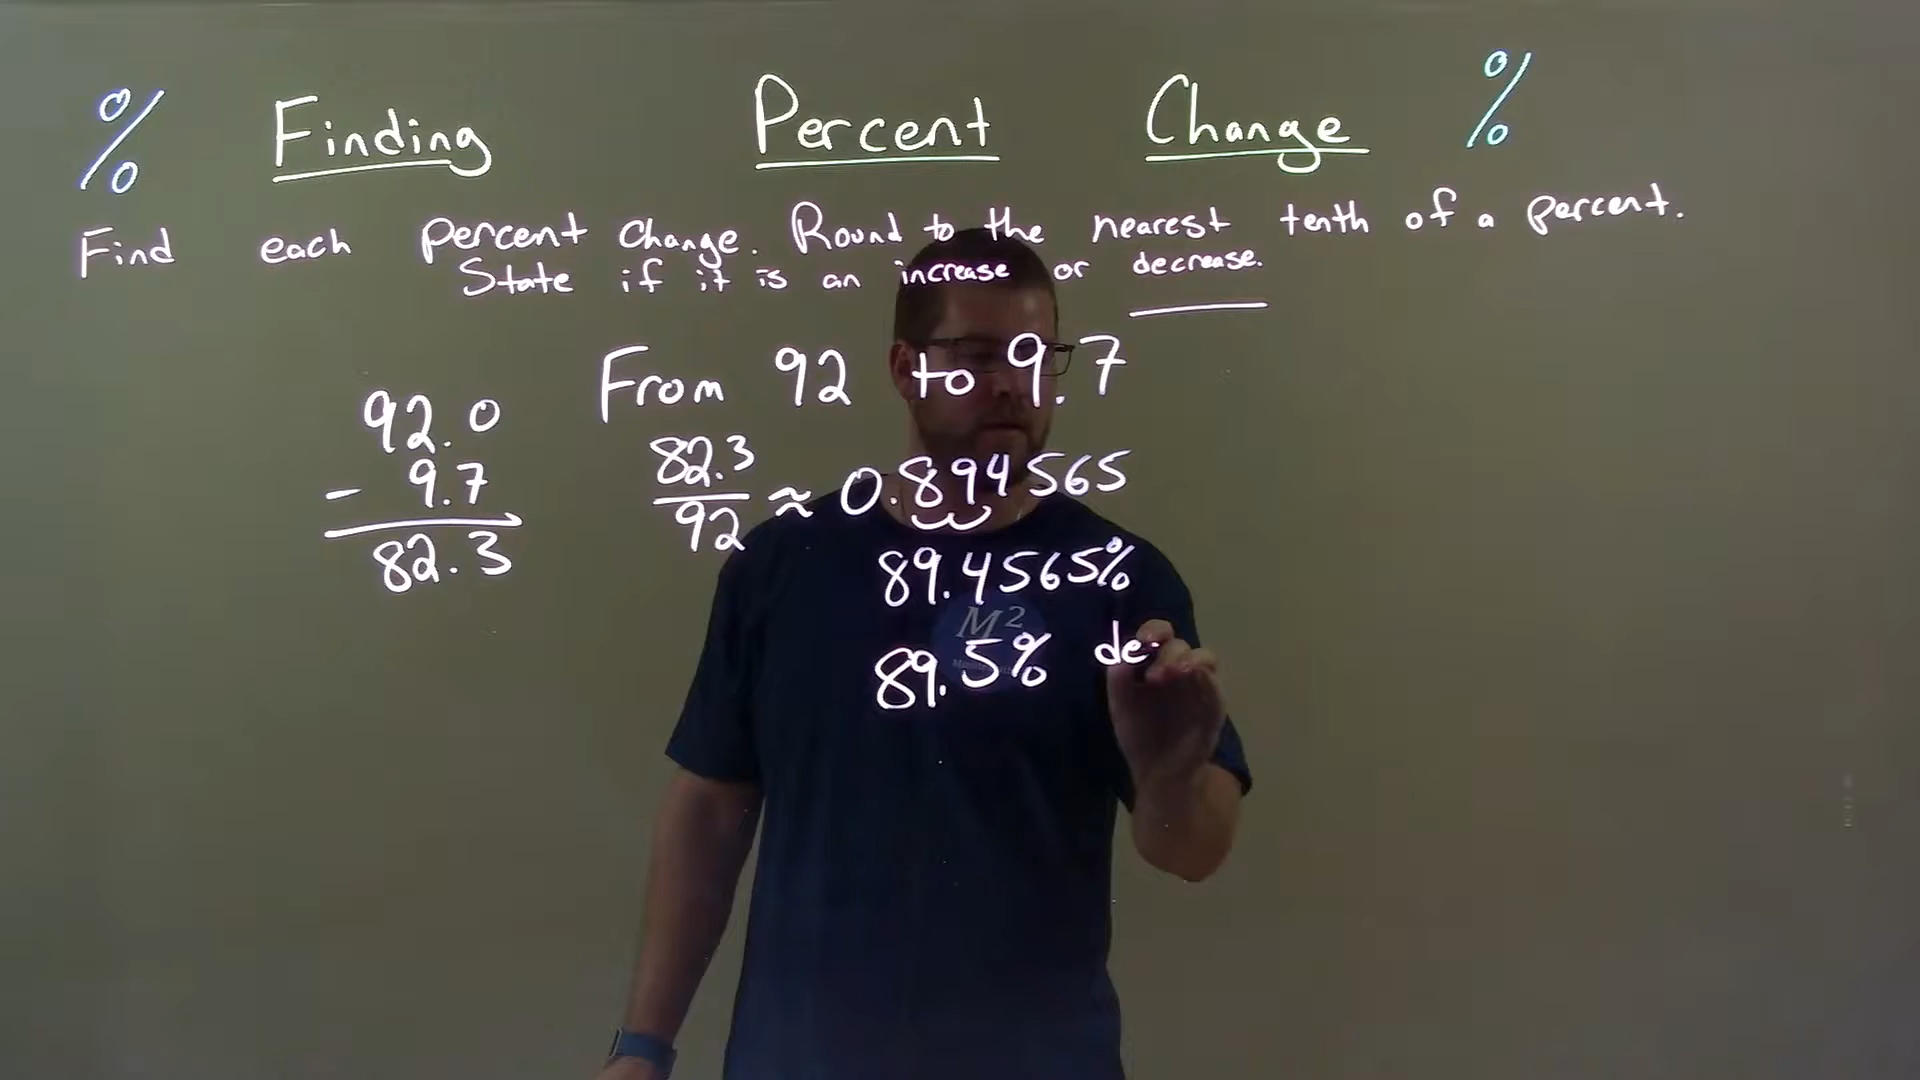 % Finding Percent Change %
Find each percent change. Round to the nearest tenth of a percent.
State if it is an increase or decrease.
From 92 to 9.7
92.0
- 9.7
82.3
82.3
92
≈ 0.894565
89.4565%
89.5% de
M²